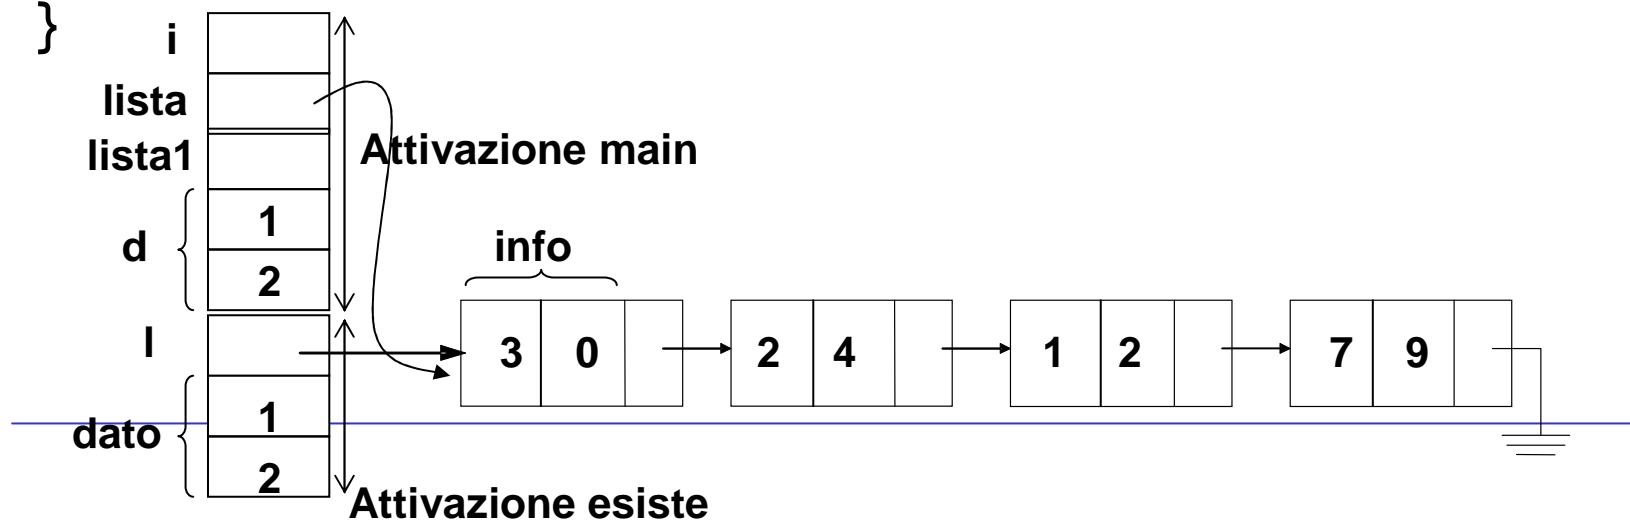 }
i
lista
lista1
Attivazione main
d
1
2
info
l
3 0
2 4
1 2
7 9
dato
1
2
Attivazione esiste